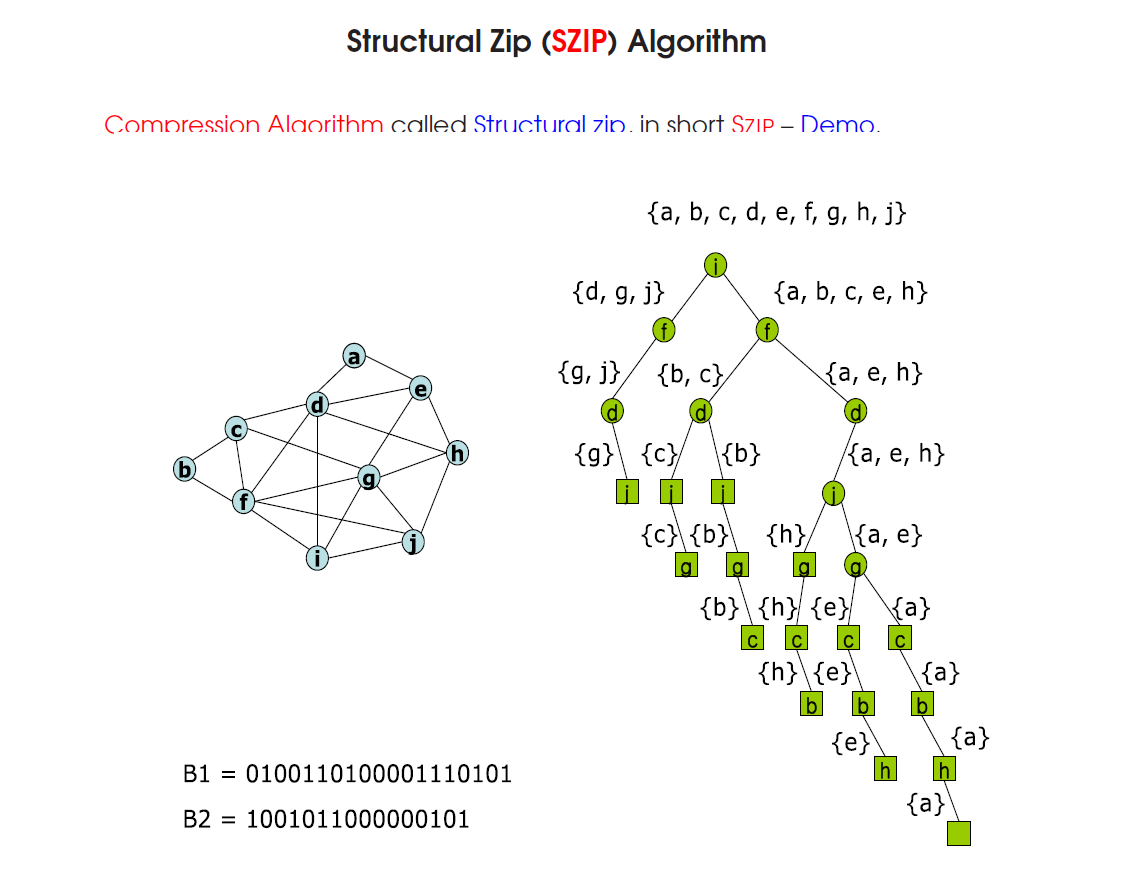 Structural Zip (SZIP) Algorithm
Compression Algorithm called Structural zip, in short SZIP – Demo.
a
e
d
c
h
b
g
f
j
i
{a, b, c, d, e, f, g, h, j}
i
{d, g, j} {a, b, c, e, h}
f f
{g, j} {b, c} {a, e, h}
d d d
{g} {c} {b} {a, e, h}
j j j j
{c} {b} {h} {a, e}
g g g g
{b} {h} {e} {a}
c c c c
{h} {e} {a}
b b b
{e} {a}
h h
{a}
B1 = 0100110100001110101
B2 = 1001011000000101